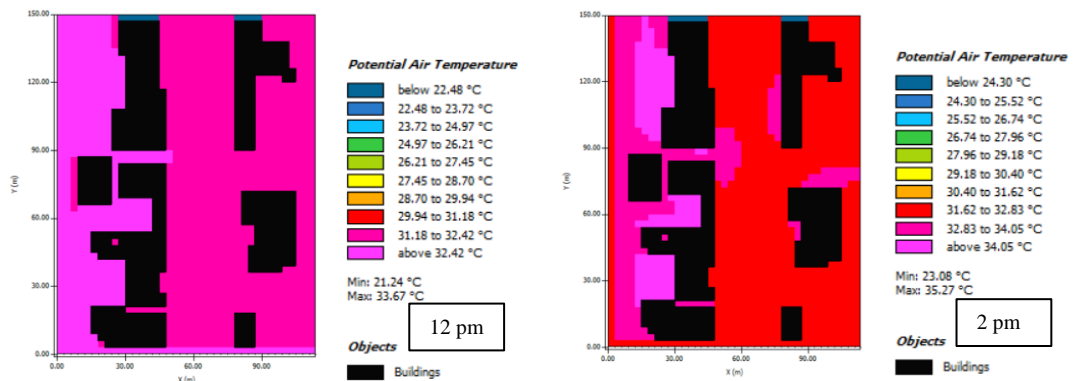 150.00
120.00
90.00
60.00
30.00
0.00
Y (m)
0.00 30.00 60.00 90.00
X (m)
Potential Air Temperature
below 22.48 °C
22.48 to 23.72 °C
23.72 to 24.97 °C
24.97 to 26.21 °C
26.21 to 27.45 °C
27.45 to 28.70 °C
28.70 to 29.94 °C
29.94 to 31.18 °C
31.18 to 32.42 °C
above 32.42 °C
Min: 21.24 °C
Max: 33.67 °C
12 pm
Objects
Buildings
150.00
120.00
90.00
60.00
30.00
0.00
Y (m)
0.00 30.00 60.00 90.00
X (m)
Potential Air Temperature
below 24.30 °C
24.30 to 25.52 °C
25.52 to 26.74 °C
26.74 to 27.96 °C
27.96 to 29.18 °C
29.18 to 30.40 °C
30.40 to 31.62 °C
31.62 to 32.83 °C
32.83 to 34.05 °C
above 34.05 °C
Min: 23.08 °C
Max: 35.27 °C
2 pm
Objects
Buildings